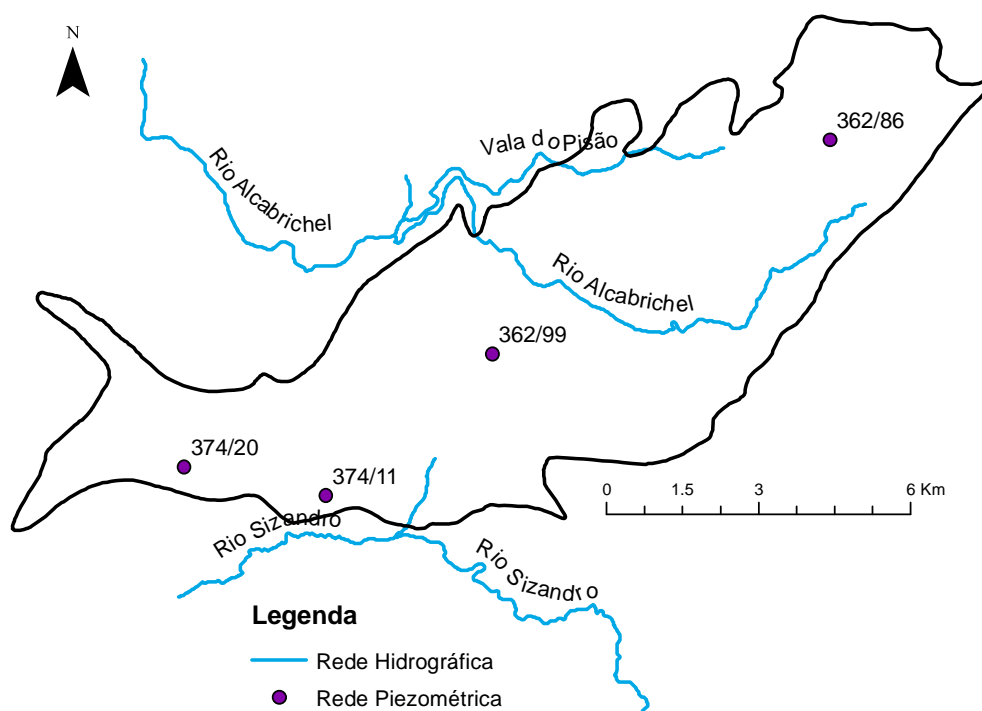 N
362/86
Vala do Pisão
Rio Alcabrichel
Rio Alcabrichel
362/99
374/20
374/11
0 1.5 3 6 Km
Rio Sizandro
Rio Sizandro
Legenda
Rede Hidrográfica
Rede Piezométrica